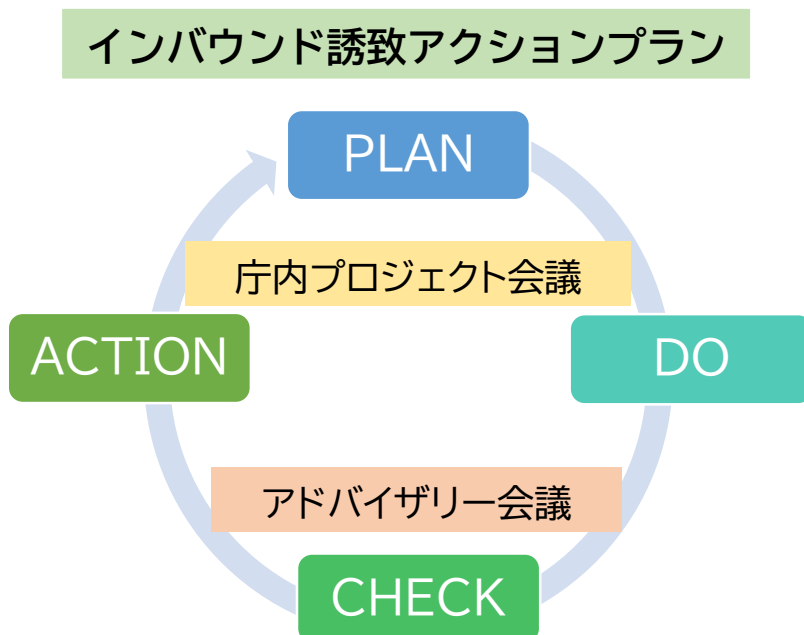 インバウンド誘致アクションプラン
PLAN
庁内プロジェクト会議
ACTION
DO
アドバイザリー会議
CHECK